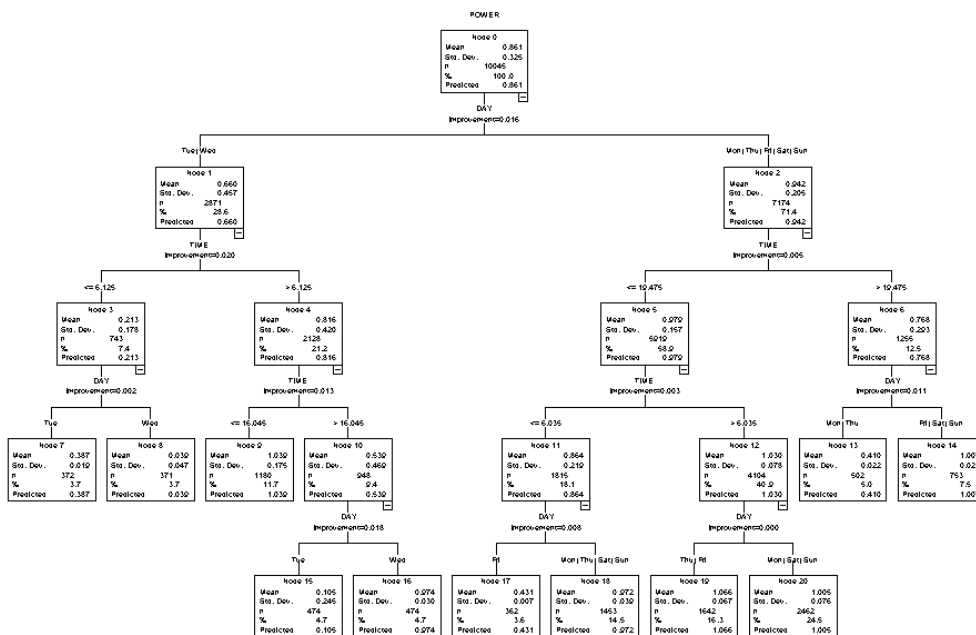 POWER
Node 0
Mean 0.861
Std. Dev. 0.325
n 10045
% 100.0
Predicted 0.861
DAY
Improvement=0.016
Tue; Wed
Mon; Thu; Fri; Sat; Sun
Node 1
Mean 0.660
Std. Dev. 0.457
n 2871
% 28.6
Predicted 0.660
TIME
Improvement=0.020
Node 2
Mean 0.942
Std. Dev. 0.205
n 7174
% 71.4
Predicted 0.942
TIME
Improvement=0.005
<= 6.125
> 6.125
<= 19.475
> 19.475
Node 3
Mean 0.213
Std. Dev. 0.178
n 743
% 7.4
Predicted 0.213
DAY
Improvement=0.002
Node 4
Mean 0.816
Std. Dev. 0.420
n 2128
% 21.2
Predicted 0.816
TIME
Improvement=0.013
Node 5
Mean 0.979
Std. Dev. 0.157
n 5919
% 58.9
Predicted 0.979
TIME
Improvement=0.003
Node 6
Mean 0.768
Std. Dev. 0.293
n 1255
% 12.5
Predicted 0.768
DAY
Improvement=0.011
Tue
Wed
<= 16.045
> 16.045
<= 6.035
> 6.035
Mon; Thu
Fri; Sat; Sun
Node 7
Mean 0.387
Std. Dev. 0.019
n 372
% 3.7
Predicted 0.387
Node 8
Mean 0.039
Std. Dev. 0.047
n 371
% 3.7
Predicted 0.039
Node 9
Mean 1.039
Std. Dev. 0.175
n 1180
% 11.7
Predicted 1.039
Node 10
Mean 0.539
Std. Dev. 0.469
n 948
% 9.4
Predicted 0.539
DAY
Improvement=0.018
Node 11
Mean 0.864
Std. Dev. 0.219
n 1815
% 18.1
Predicted 0.864
DAY
Improvement=0.008
Node 12
Mean 1.030
Std. Dev. 0.078
n 4104
% 40.9
Predicted 1.030
DAY
Improvement=0.000
Node 13
Mean 0.410
Std. Dev. 0.022
n 502
% 5.0
Predicted 0.410
Node 14
Mean 1.007
Std. Dev. 0.02
n 753
% 7.5
Predicted 1.007
Tue
Wed
Fri
Mon; Thu; Sat; Sun
Thu; Fri
Mon; Sat; Sun
Node 15
Mean 0.105
Std. Dev. 0.245
n 474
% 4.7
Predicted 0.105
Node 16
Mean 0.974
Std. Dev. 0.030
n 474
% 4.7
Predicted 0.974
Node 17
Mean 0.431
Std. Dev. 0.007
n 362
% 3.6
Predicted 0.431
Node 18
Mean 0.972
Std. Dev. 0.039
n 1453
% 14.5
Predicted 0.972
Node 19
Mean 1.066
Std. Dev. 0.067
n 1642
% 16.3
Predicted 1.066
Node 20
Mean 1.005
Std. Dev. 0.076
n 2462
% 24.5
Predicted 1.005